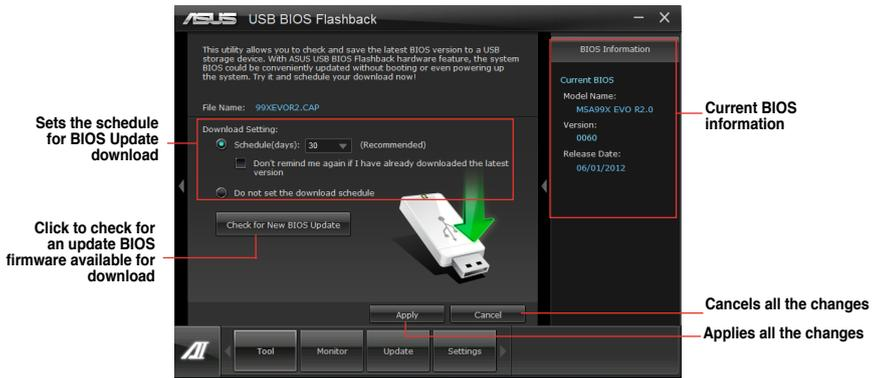 ASUS USB BIOS Flashback
This utility allows you to check and save the latest BIOS version to a USB
storage device. With ASUS USB BIOS Flashback hardware feature, the system
BIOS could be conveniently updated without booting or even powering up
the system. Try it and schedule your download now!
File Name: 99XEVOR2.CAP
Download Setting:
Schedule(days): 30 (Recommended)
Don't remind me again if I have already downloaded the latest
version
Do not set the download schedule
Check for New BIOS Update
Apply
Cancel
BIOS Information
Current BIOS
Model Name:
M5A99X EVO R2.0
Version:
0060
Release Date:
06/01/2012
Tool
Monitor
Update
Settings
Sets the schedule
for BIOS Update
download
Click to check for
an update BIOS
firmware available for
download
Current BIOS
information
Cancels all the changes
Applies all the changes